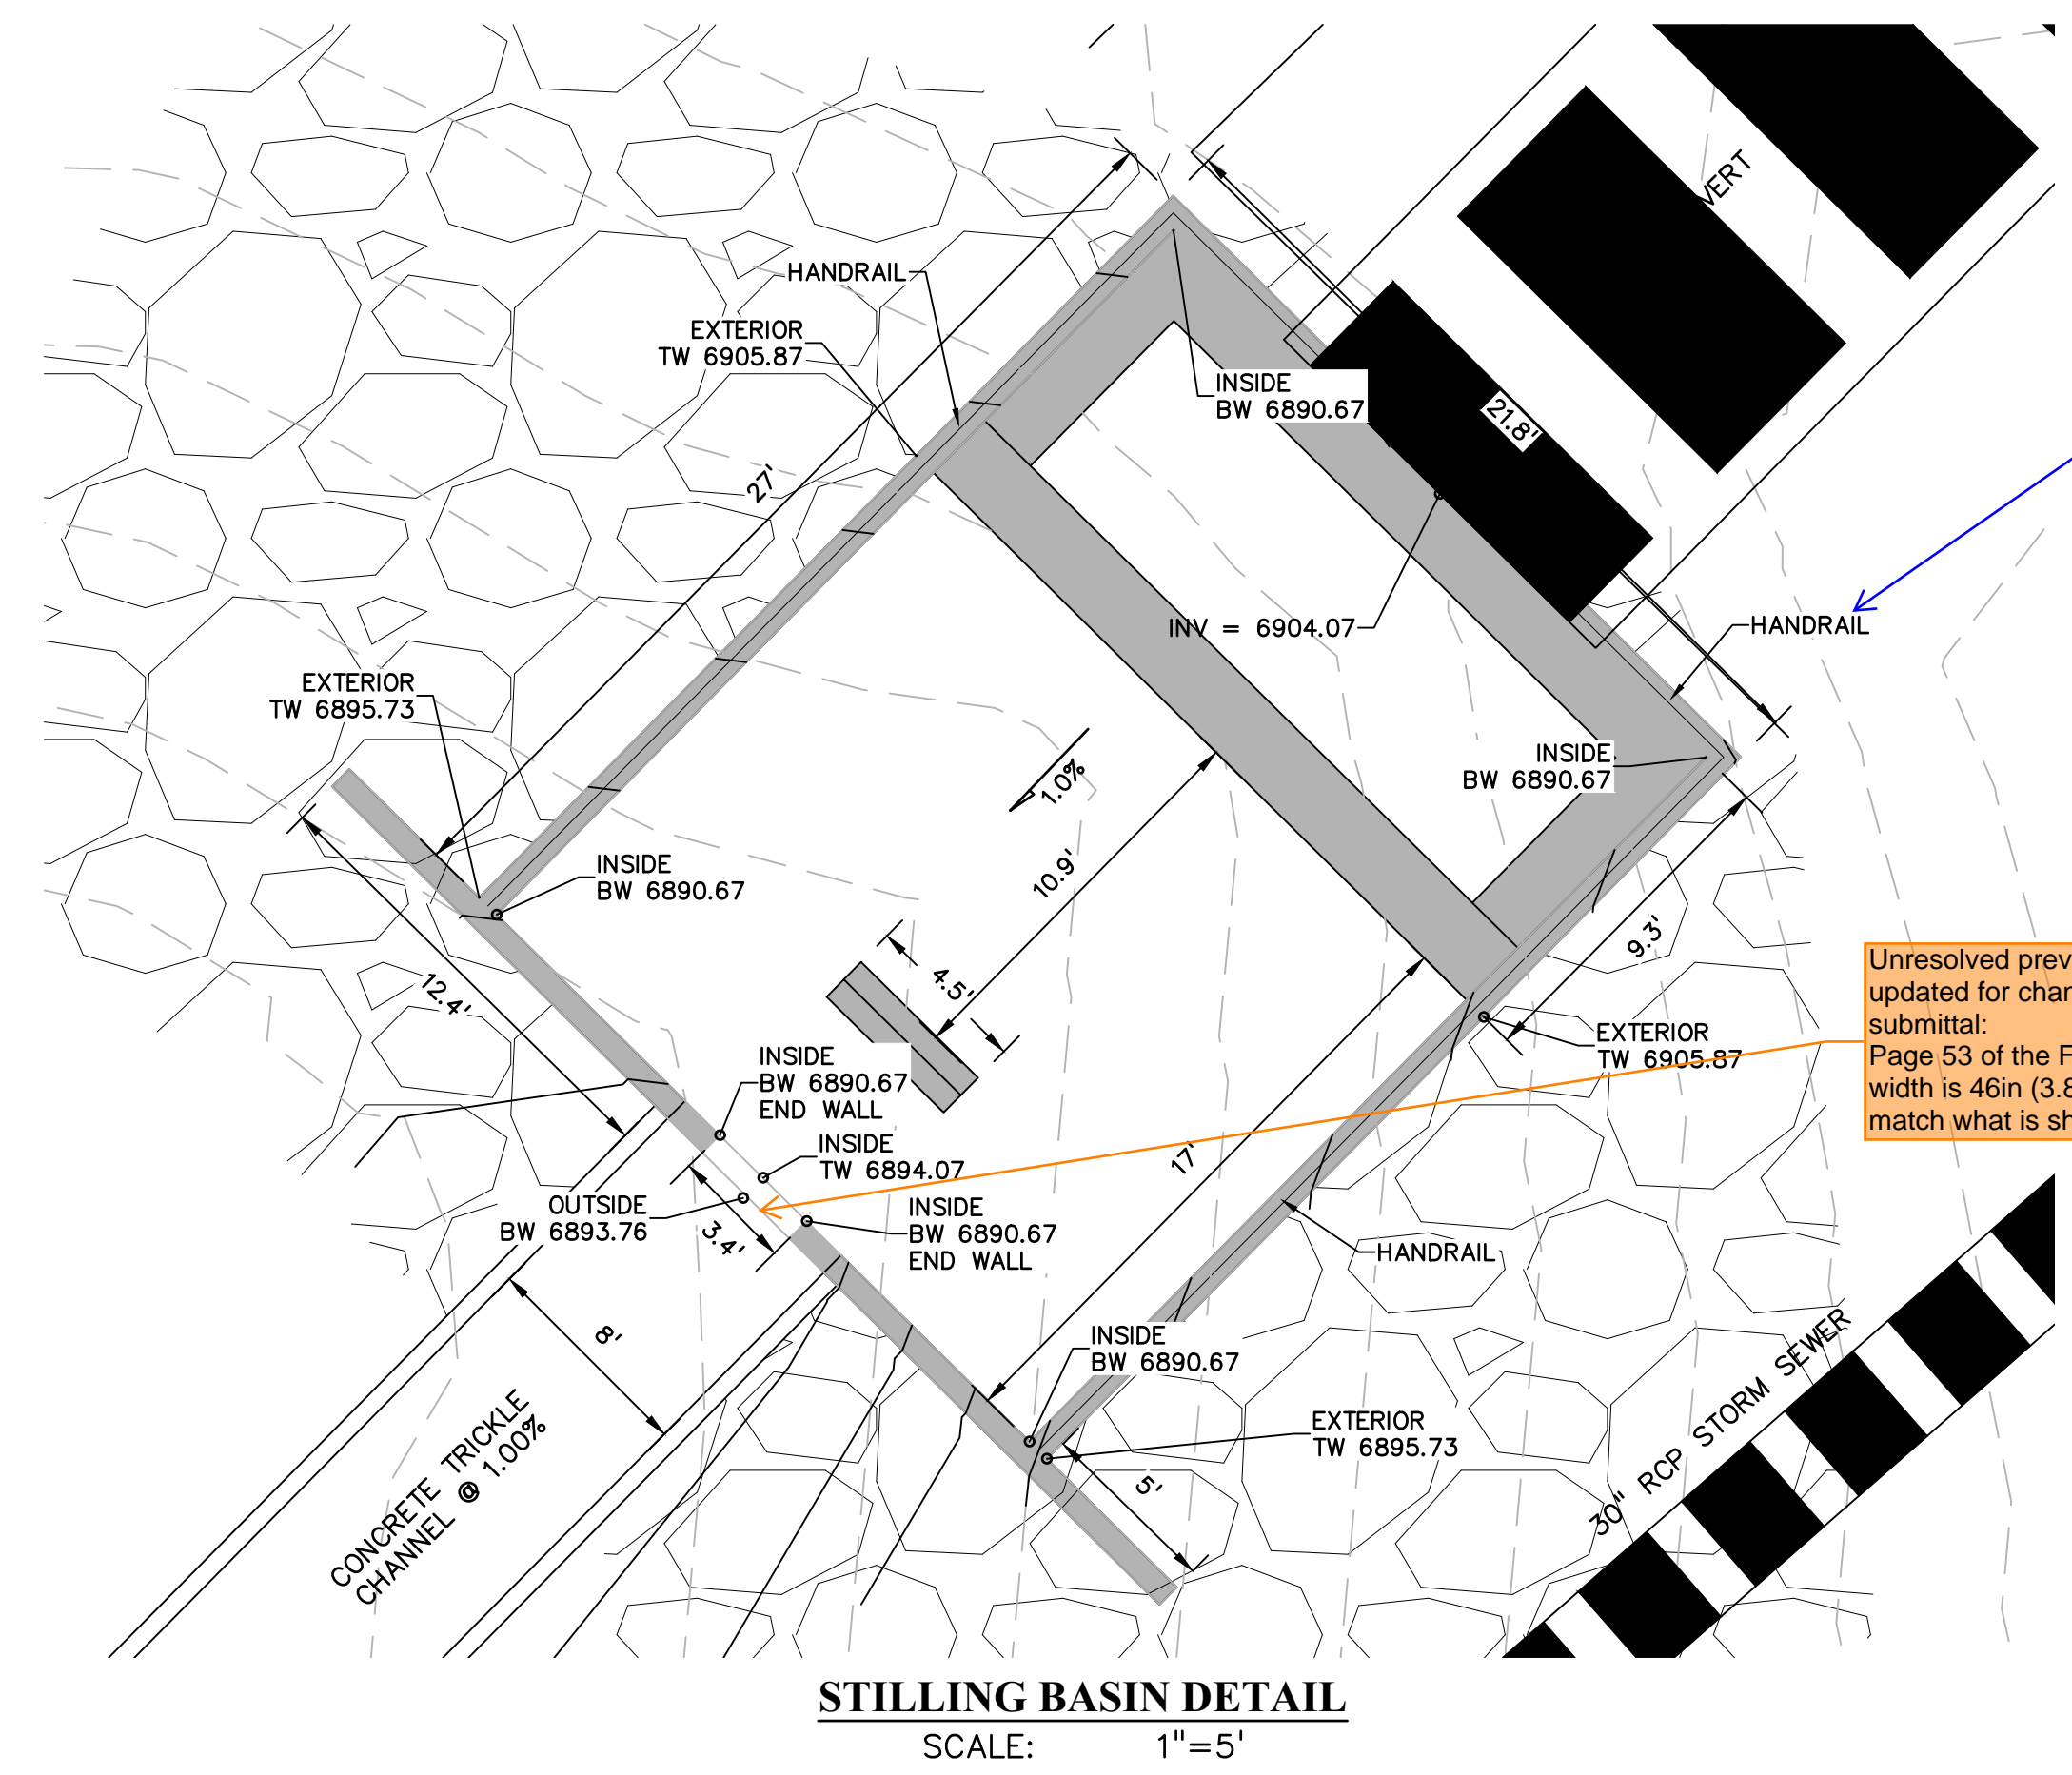 VERT
HANDRAIL
EXTERIOR
TW 6905.87
INSIDE
BW 6890.67
21.8'
27'
INV = 6904.07
HANDRAIL
EXTERIOR
TW 6895.73
INSIDE
BW 6890.67
1.0%
INSIDE
BW 6890.67
10.9'
9.3'
4.5'
12.4'
EXTERIOR
TW 6905.87
Unresolved prev
updated for char
submittal:
Page 53 of the F
width is 46in (3.8
match what is sh
INSIDE
BW 6890.67
END WALL
INSIDE
TW 6894.07
17'
OUTSIDE
BW 6893.76
3.4'
INSIDE
BW 6890.67
END WALL
HANDRAIL
8'
INSIDE
BW 6890.67
EXTERIOR
TW 6895.73
5'
30" RCP STORM SEWER
CONCRETE TRICKLE
CHANNEL @ 1.00%
STILLING BASIN DETAIL
SCALE: 1"=5'